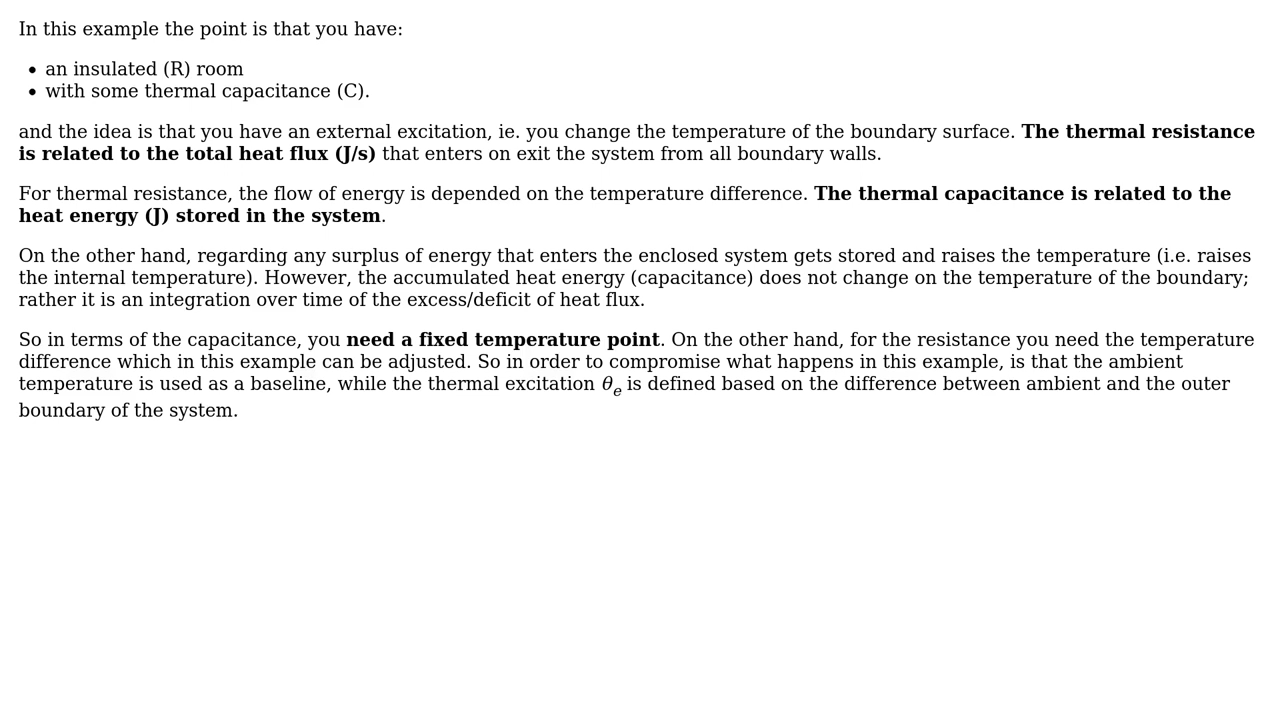 In this example the point is that you have:
• an insulated (R) room
• with some thermal capacitance (C).
and the idea is that you have an external excitation, ie. you change the temperature of the boundary surface. The thermal resistance
is related to the total heat flux (J/s) that enters on exit the system from all boundary walls.
For thermal resistance, the flow of energy is depended on the temperature difference. The thermal capacitance is related to the
heat energy (J) stored in the system.
On the other hand, regarding any surplus of energy that enters the enclosed system gets stored and raises the temperature (i.e. raises
the internal temperature). However, the accumulated heat energy (capacitance) does not change on the temperature of the boundary;
rather it is an integration over time of the excess/deficit of heat flux.
So in terms of the capacitance, you need a fixed temperature point. On the other hand, for the resistance you need the temperature
difference which in this example can be adjusted. So in order to compromise what happens in this example, is that the ambient
temperature is used as a baseline, while the thermal excitation θₑ is defined based on the difference between ambient and the outer
boundary of the system.